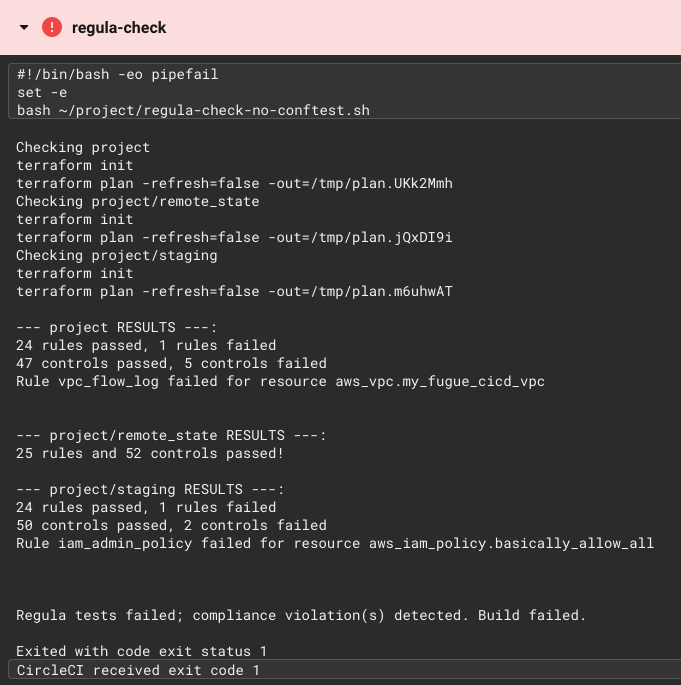 regula-check
#!/bin/bash -eo pipefail
set -e
bash ~/project/regula-check-no-conftest.sh
Checking project
terraform init
terraform plan -refresh=false -out=/tmp/plan.UKk2Mmh
Checking project/remote_state
terraform init
terraform plan -refresh=false -out=/tmp/plan.jQxDI9i
Checking project/staging
terraform init
terraform plan -refresh=false -out=/tmp/plan.m6uhwAT
--- project RESULTS ---:
24 rules passed, 1 rules failed
47 controls passed, 5 controls failed
Rule vpc_flow_log failed for resource aws_vpc.my_fugue_cicd_vpc
--- project/remote_state RESULTS ---:
25 rules and 52 controls passed!
--- project/staging RESULTS ---:
24 rules passed, 1 rules failed
50 controls passed, 2 controls failed
Rule iam_admin_policy failed for resource aws_iam_policy.basically_allow_all
Regula tests failed; compliance violation(s) detected. Build failed.
Exited with code exit status 1
CircleCI received exit code 1